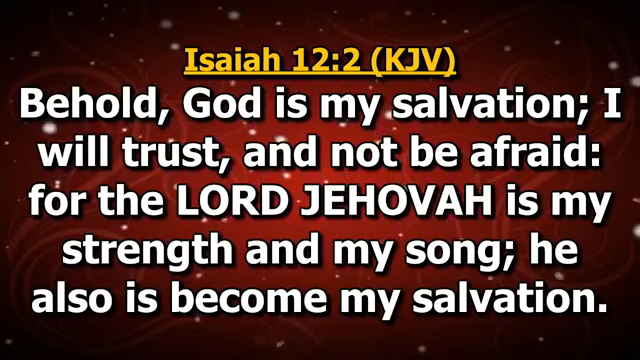 Isaiah 12:2 (KJV)
Behold, God is my salvation; I
will trust, and not be afraid:
for the LORD JEHOVAH is my
strength and my song; he
also is become my salvation.